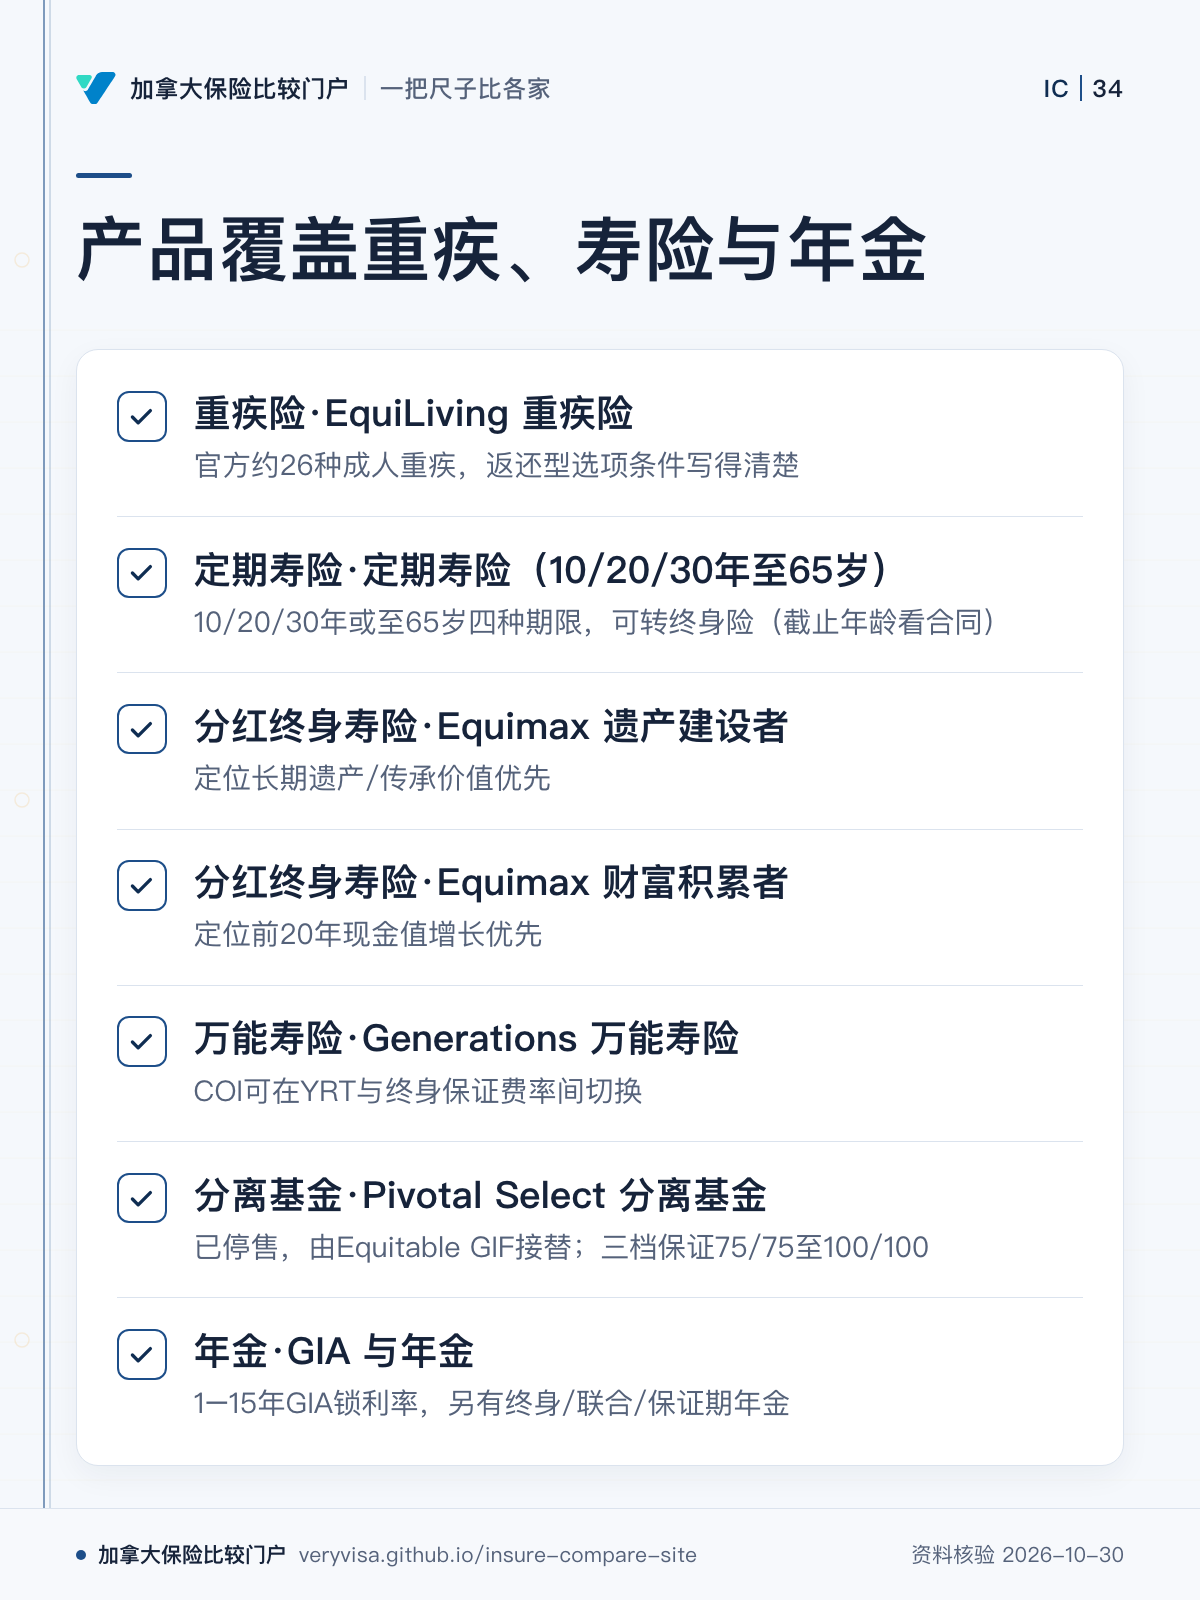 加拿大保险比较门户 一把尺子比各家
IC 34
产品覆盖重疾、寿险与年金
重疾险·EquiLiving 重疾险
官方约26种成人重疾，返还型选项条件写得清楚
定期寿险·定期寿险（10/20/30年至65岁）
10/20/30年或至65岁四种期限，可转终身险（截止年龄看合同）
分红终身寿险·Equimax 遗产建设者
定位长期遗产/传承价值优先
分红终身寿险·Equimax 财富积累者
定位前20年现金值增长优先
万能寿险·Generations 万能寿险
COI可在YRT与终身保证费率间切换
分离基金·Pivotal Select 分离基金
已停售，由Equitable GIF接替；三档保证75/75至100/100
年金·GIA 与年金
1–15年GIA锁利率，另有终身/联合/保证期年金
加拿大保险比较门户 veryvisa.github.io/insure-compare-site
资料核验 2026-10-30